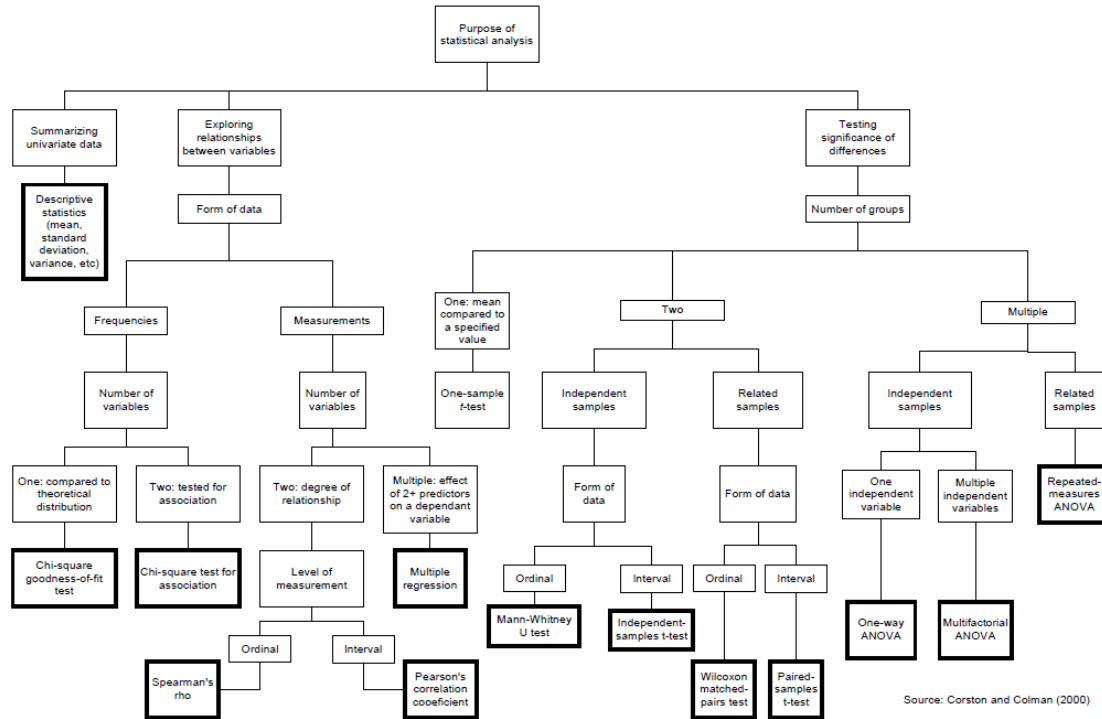 Purpose of
statistical analysis
Summarizing
univariate data
Exploring
relationships
between variables
Testing
significance of
differences
Descriptive
statistics
(mean,
standard
deviation,
variance, etc)
Form of data
Number of groups
Frequencies
Measurements
One: mean
compared to
a specified
value
Two
Multiple
Number of
variables
Number of
variables
One-sample
t-test
Independent
samples
Related
samples
Independent
samples
Related
samples
One: compared to
theoretical
distribution
Two: tested for
association
Two: degree of
relationship
Multiple: effect
of 2+ predictors
on a dependant
variable
Form of
data
Form of data
One
independent
variable
Multiple
independent
variables
Repeated-
measures
ANOVA
Chi-square
goodness-of-fit
test
Chi-square test for
association
Level of
measurement
Multiple
regression
Ordinal
Interval
Ordinal
Interval
Mann-Whitney
U test
Independent-
samples t-test
One-way
ANOVA
Multifactorial
ANOVA
Ordinal
Interval
Spearman's
rho
Pearson's
correlation
cooeficient
Wilcoxon
matched-
pairs test
Paired-
samples
t-test
Source: Corston and Colman (2000)